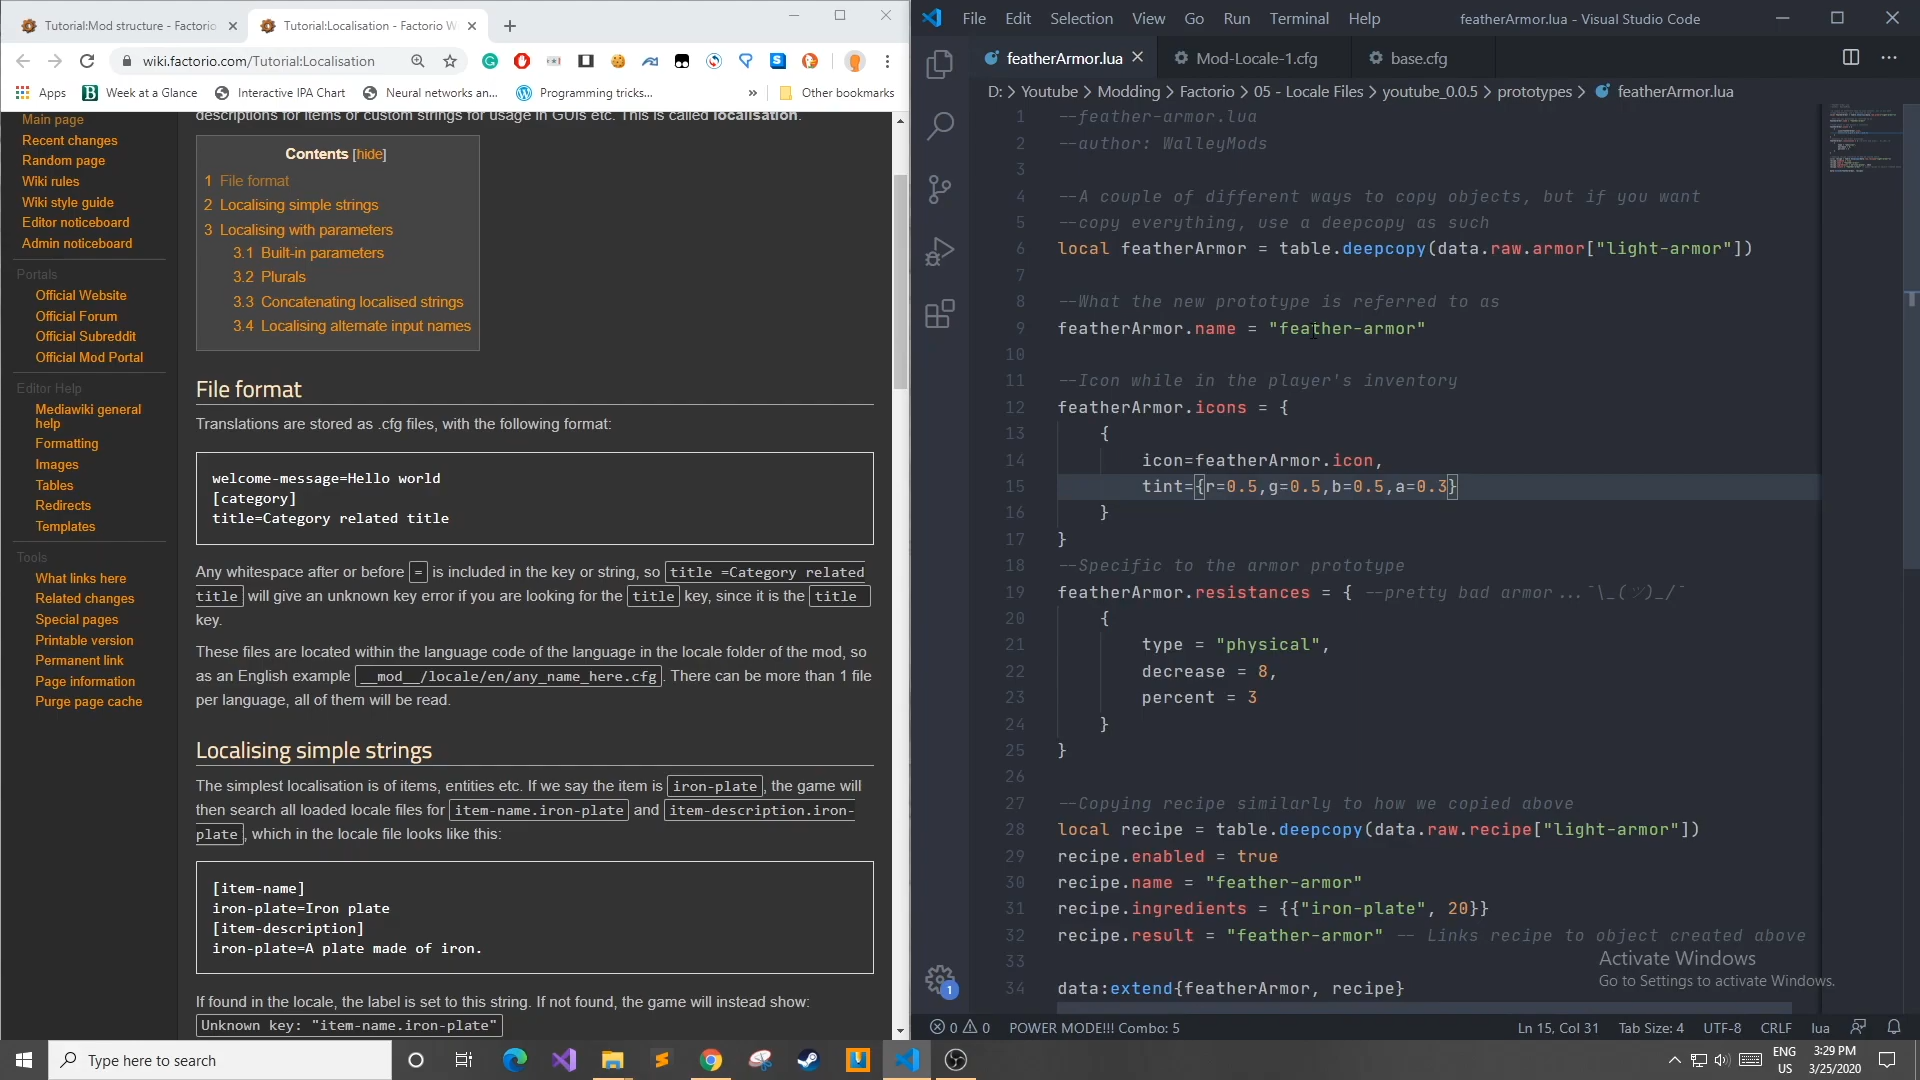 Tutorial:Mod structure - Factorio
Tutorial:Localisation - Factorio W
wiki.factorio.com/Tutorial:Localisation
Apps
Week at a Glance
Interactive IPA Chart
Neural networks an...
Programming tricks...
»
Other bookmarks
Main page
Recent changes
Random page
Wiki rules
Wiki style guide
Editor noticeboard
Admin noticeboard
Portals
Official Website
Official Forum
Official Subreddit
Official Mod Portal
Editor Help
Mediawiki general
help
Formatting
Images
Tables
Redirects
Templates
Tools
What links here
Related changes
Special pages
Printable version
Permanent link
Page information
Purge page cache
descriptions for items or custom strings for usage in GUIs etc. This is called localisation.
Contents [hide]
1 File format
2 Localising simple strings
3 Localising with parameters
3.1 Built-in parameters
3.2 Plurals
3.3 Concatenating localised strings
3.4 Localising alternate input names
File format
Translations are stored as .cfg files, with the following format:
welcome-message=Hello world
[category]
title=Category related title
Any whitespace after or before = is included in the key or string, so title =Category related
title will give an unknown key error if you are looking for the title key, since it is the title
key.
These files are located within the language code of the language in the locale folder of the mod, so
as an English example __mod__/locale/en/any_name_here.cfg. There can be more than 1 file
per language, all of them will be read.
Localising simple strings
The simplest localisation is of items, entities etc. If we say the item is iron-plate, the game will
then search all loaded locale files for item-name.iron-plate and item-description.iron-
plate, which in the locale file looks like this:
[item-name]
iron-plate=Iron plate
[item-description]
iron-plate=A plate made of iron.
If found in the locale, the label is set to this string. If not found, the game will instead show:
Unknown key: "item-name.iron-plate"
File Edit Selection View Go Run Terminal Help
featherArmor.lua - Visual Studio Code
featherArmor.lua
Mod-Locale-1.cfg
base.cfg
D: > Youtube > Modding > Factorio > 05 - Locale Files > youtube_0.0.5 > prototypes > featherArmor.lua
1 --feather-armor.lua
2 --author: WalleyMods
3
4 --A couple of different ways to copy objects, but if you want
5 --copy everything, use a deepcopy as such
6 local featherArmor = table.deepcopy(data.raw.armor["light-armor"])
7
8 --What the new prototype is referred to as
9 featherArmor.name = "feather-armor"
10
11 --Icon while in the player's inventory
12 featherArmor.icons = {
13 {
14 icon=featherArmor.icon,
15 tint={r=0.5,g=0.5,b=0.5,a=0.3}
16 }
17 }
18 --Specific to the armor prototype
19 featherArmor.resistances = { --pretty bad armor...¯\_(ツ)_/¯
20 {
21 type = "physical",
22 decrease = 8,
23 percent = 3
24 }
25 }
26
27 --Copying recipe similarly to how we copied above
28 local recipe = table.deepcopy(data.raw.recipe["light-armor"])
29 recipe.enabled = true
30 recipe.name = "feather-armor"
31 recipe.ingredients = {{"iron-plate", 20}}
32 recipe.result = "feather-armor" -- Links recipe to object created above
33
34 data:extend{featherArmor, recipe}
Activate Windows
Go to Settings to activate Windows.
1
0 0 POWER MODE!!! Combo: 5
Ln 15, Col 31 Tab Size: 4 UTF-8 CRLF lua
Type here to search
ENG
US
3:29 PM
3/25/2020